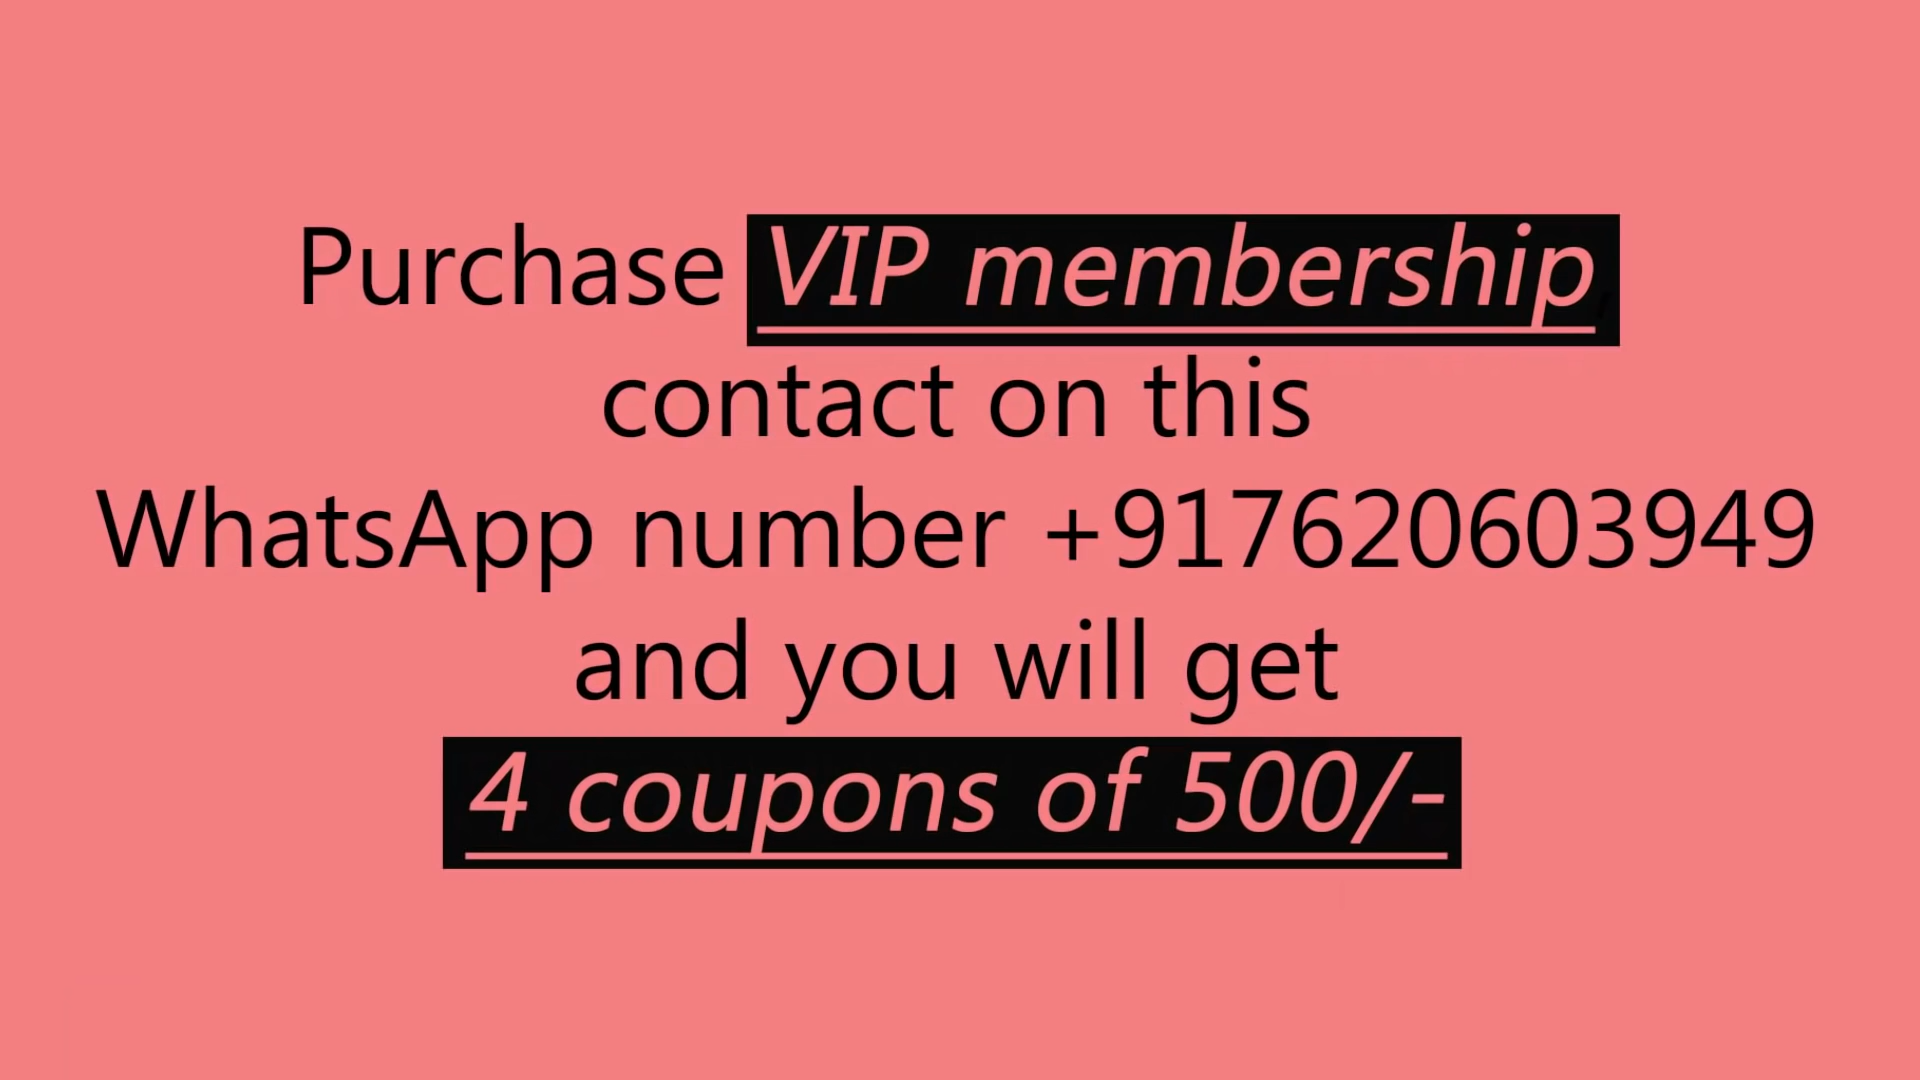 Purchase VIP membership,
contact on this
WhatsApp number +917620603949
and you will get
4 coupons of 500/-